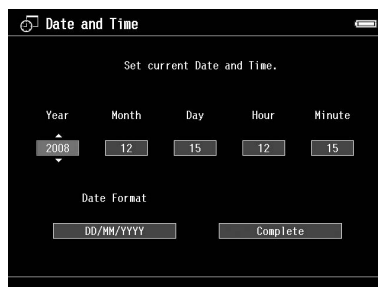 Date and Time
Set current Date and Time.
Year Month Day Hour Minute
2008 12 15 12 15
Date Format
DD/MM/YYYY Complete